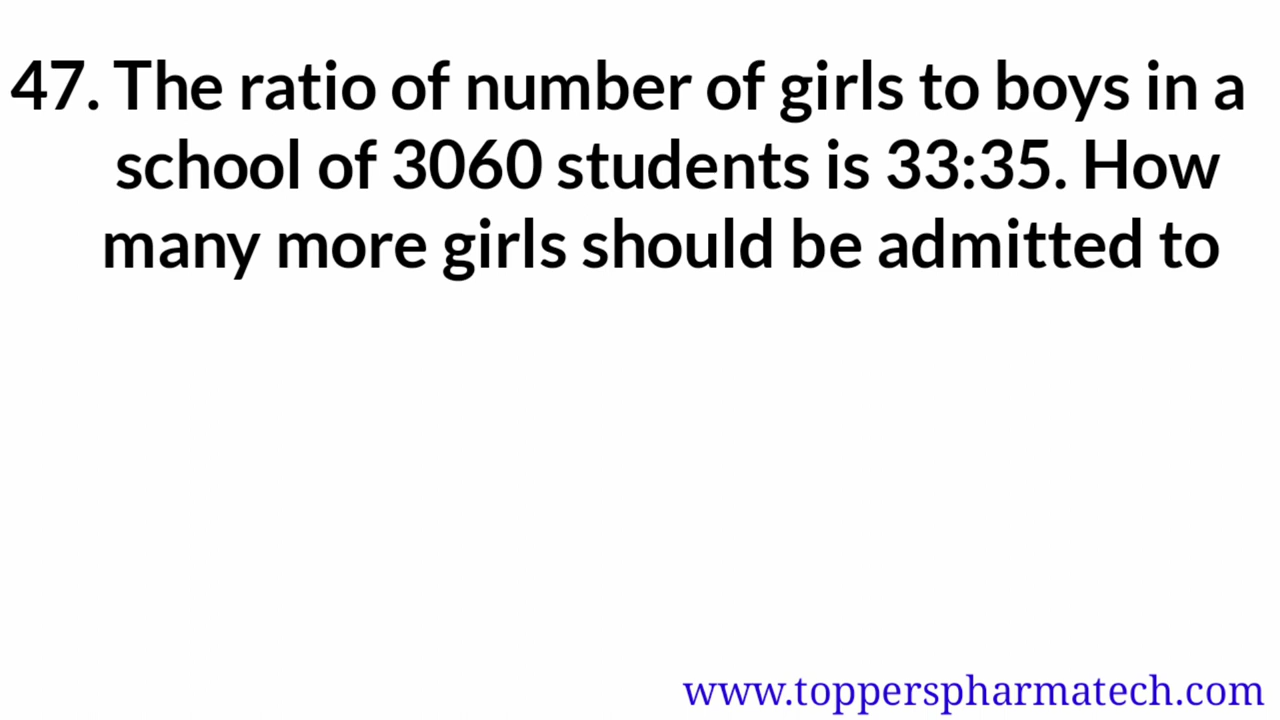 47. The ratio of number of girls to boys in a
school of 3060 students is 33:35. How
many more girls should be admitted to
www.topperspharmatech.com